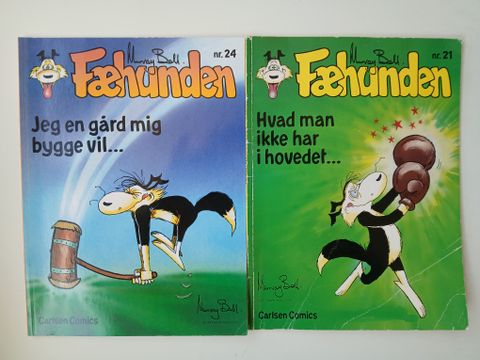 Murray Ball
nr. 24
Fæhunden
Jeg en gård mig
bygge vil...
Murray Ball
Carlsen Comics
Murray Ball
nr. 21
Fæhunden
Hvad man
ikke har
i hovedet...
Murray Ball
Carlsen Comics